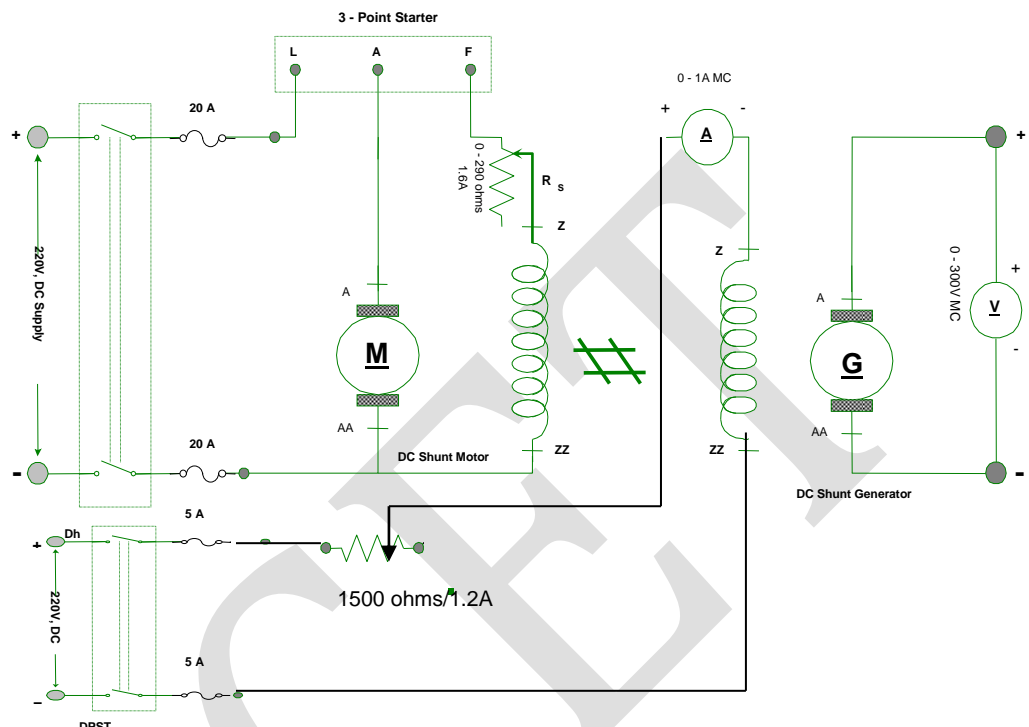 3 - Point Starter
L A F
0 - 1A MC
20 A
+ -
A
+
+
0 - 290 ohms
1.6A
R S
Z
Z
220V, DC Supply
A
M
AA
A
G
AA
0 - 300V MC
+
V
-
20 A
-
DC Shunt Motor
ZZ
ZZ
-
DC Shunt Generator
5 A
Dh
+
220V, DC
1500 ohms/1.2A
5 A
-
DPST
CET